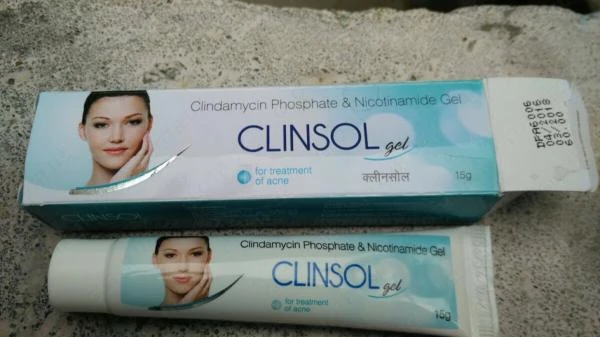 Clindamycin Phosphate & Nicotinamide Gel
CLINSOL gel
for treatment
of acne
क्लीनसोल
15g
Clindamycin Phosphate & Nicotinamide Gel
CLINSOL gel
for treatment
of acne
15g